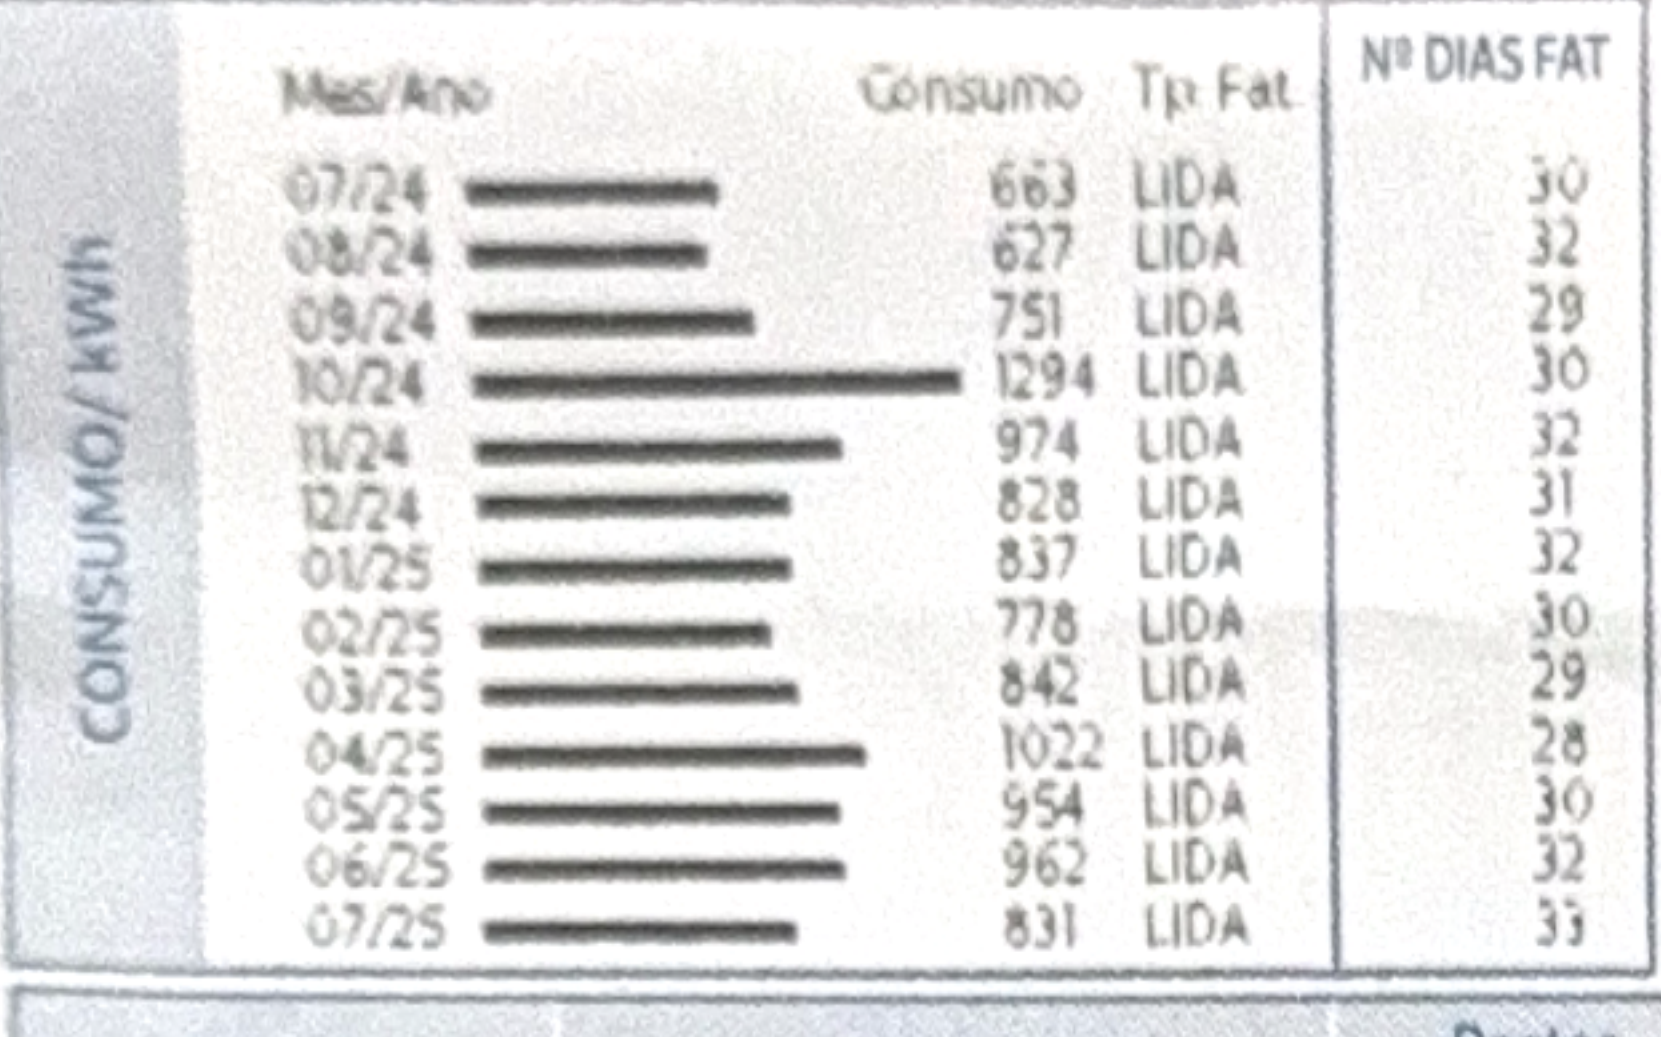 CONSUMO/ kWh
Mes/Ano Consumo Tp Fat Nº DIAS FAT
07/24 663 LIDA 30
08/24 627 LIDA 32
09/24 751 LIDA 29
10/24 1294 LIDA 30
11/24 974 LIDA 32
12/24 828 LIDA 31
01/25 837 LIDA 32
02/25 778 LIDA 30
03/25 842 LIDA 29
04/25 1022 LIDA 28
05/25 954 LIDA 30
06/25 962 LIDA 32
07/25 831 LIDA 33